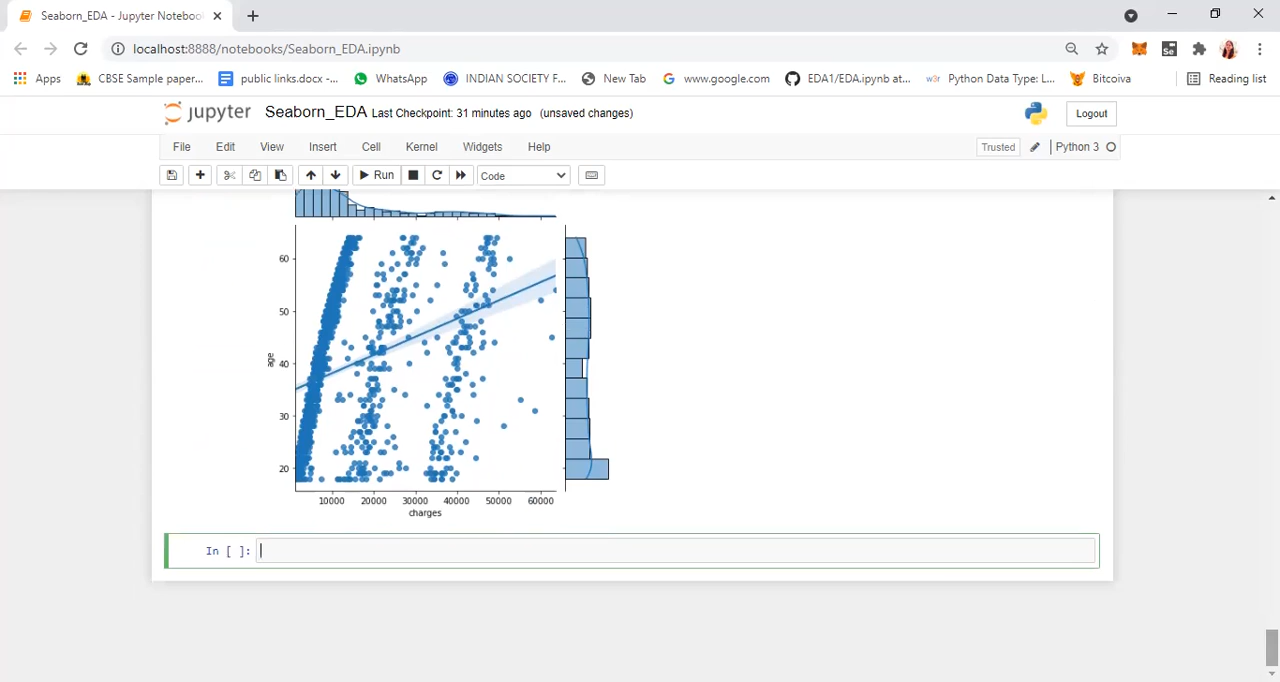 Seaborn_EDA - Jupyter Notebook
localhost:8888/notebooks/Seaborn_EDA.ipynb
Apps CBSE Sample paper... public links.docx -... WhatsApp INDIAN SOCIETY F... New Tab www.google.com EDA1/EDA.ipynb at... w3r Python Data Type: L... Bitcoiva Reading list
jupyter Seaborn_EDA Last Checkpoint: 31 minutes ago (unsaved changes) Logout
File Edit View Insert Cell Kernel Widgets Help Trusted Python 3
Run Code
60
50
age
40
30
20
10000 20000 30000 40000 50000 60000
charges
In [ ]: